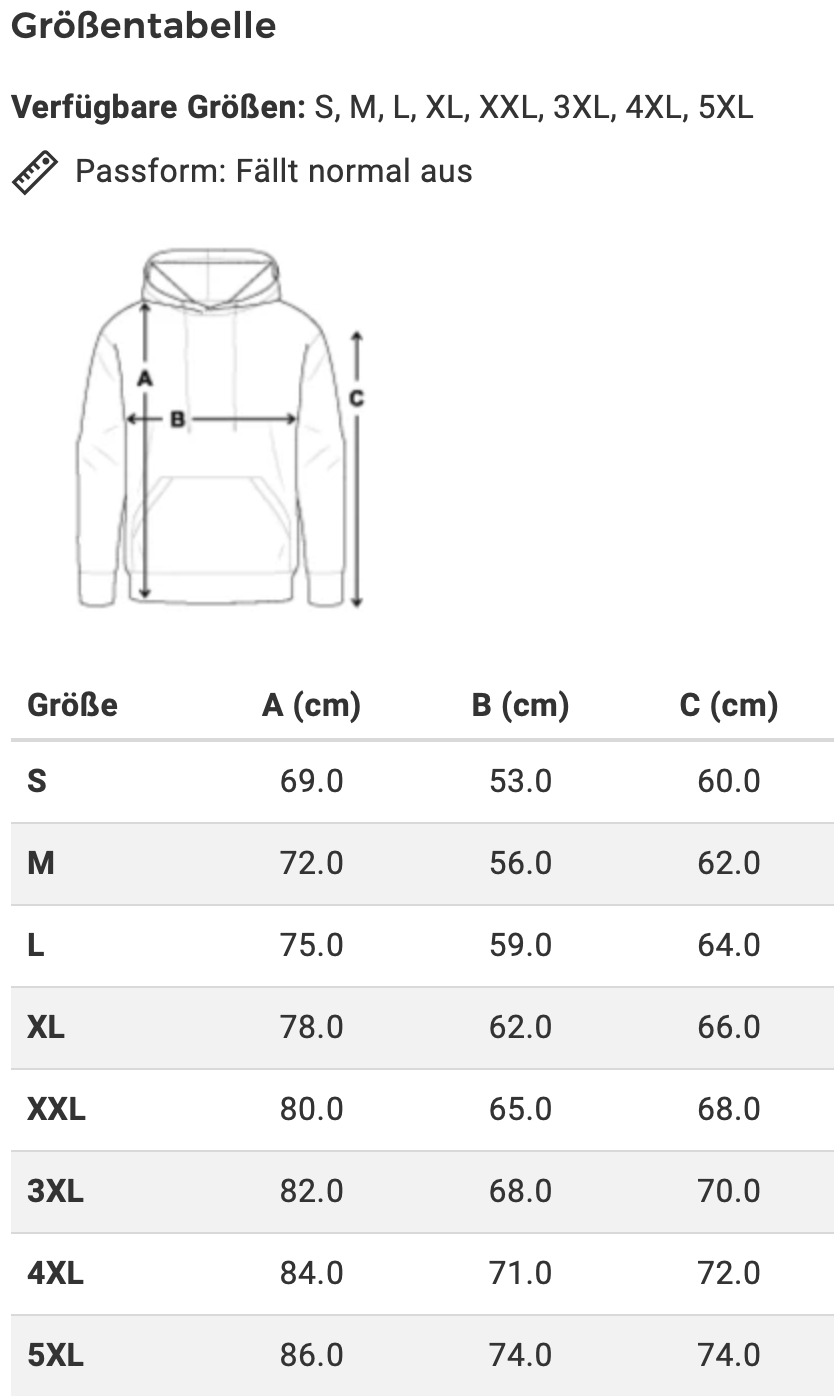 Größentabelle
Verfügbare Größen: S, M, L, XL, XXL, 3XL, 4XL, 5XL
Passform: Fällt normal aus
A
B
C
Größe A (cm) B (cm) C (cm)
S 69.0 53.0 60.0
M 72.0 56.0 62.0
L 75.0 59.0 64.0
XL 78.0 62.0 66.0
XXL 80.0 65.0 68.0
3XL 82.0 68.0 70.0
4XL 84.0 71.0 72.0
5XL 86.0 74.0 74.0